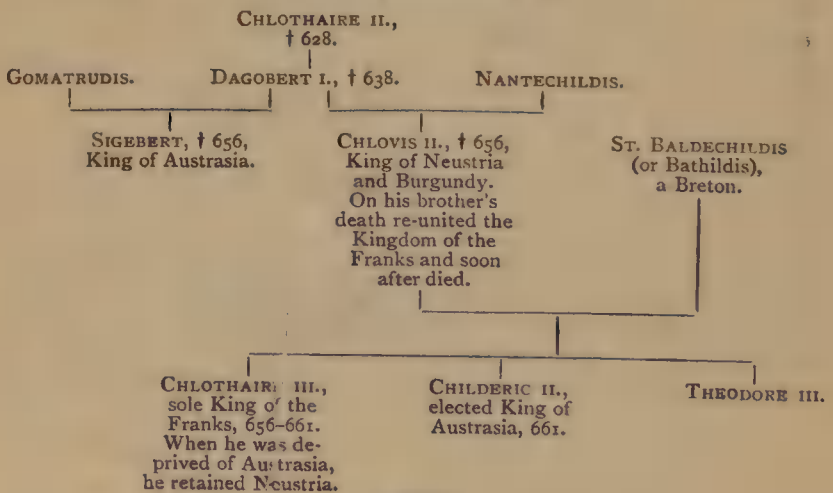 CHLOTHAIRE II.,
† 628.
GOMATRUDIS. DAGOBERT I., † 638. NANTECHILDIS.
SIGEBERT, † 656,
King of Austrasia.
CHLOVIS II., † 656,
King of Neustria
and Burgundy.
On his brother's
death re-united the
Kingdom of the
Franks and soon
after died.
ST. BALDECHILDIS
(or Bathildis),
a Breton.
CHLOTHAIRE III.,
sole King of the
Franks, 656-661.
When he was de-
prived of Austrasia,
he retained Neustria.
CHILDERIC II.,
elected King of
Austrasia, 661.
THEODORE III.